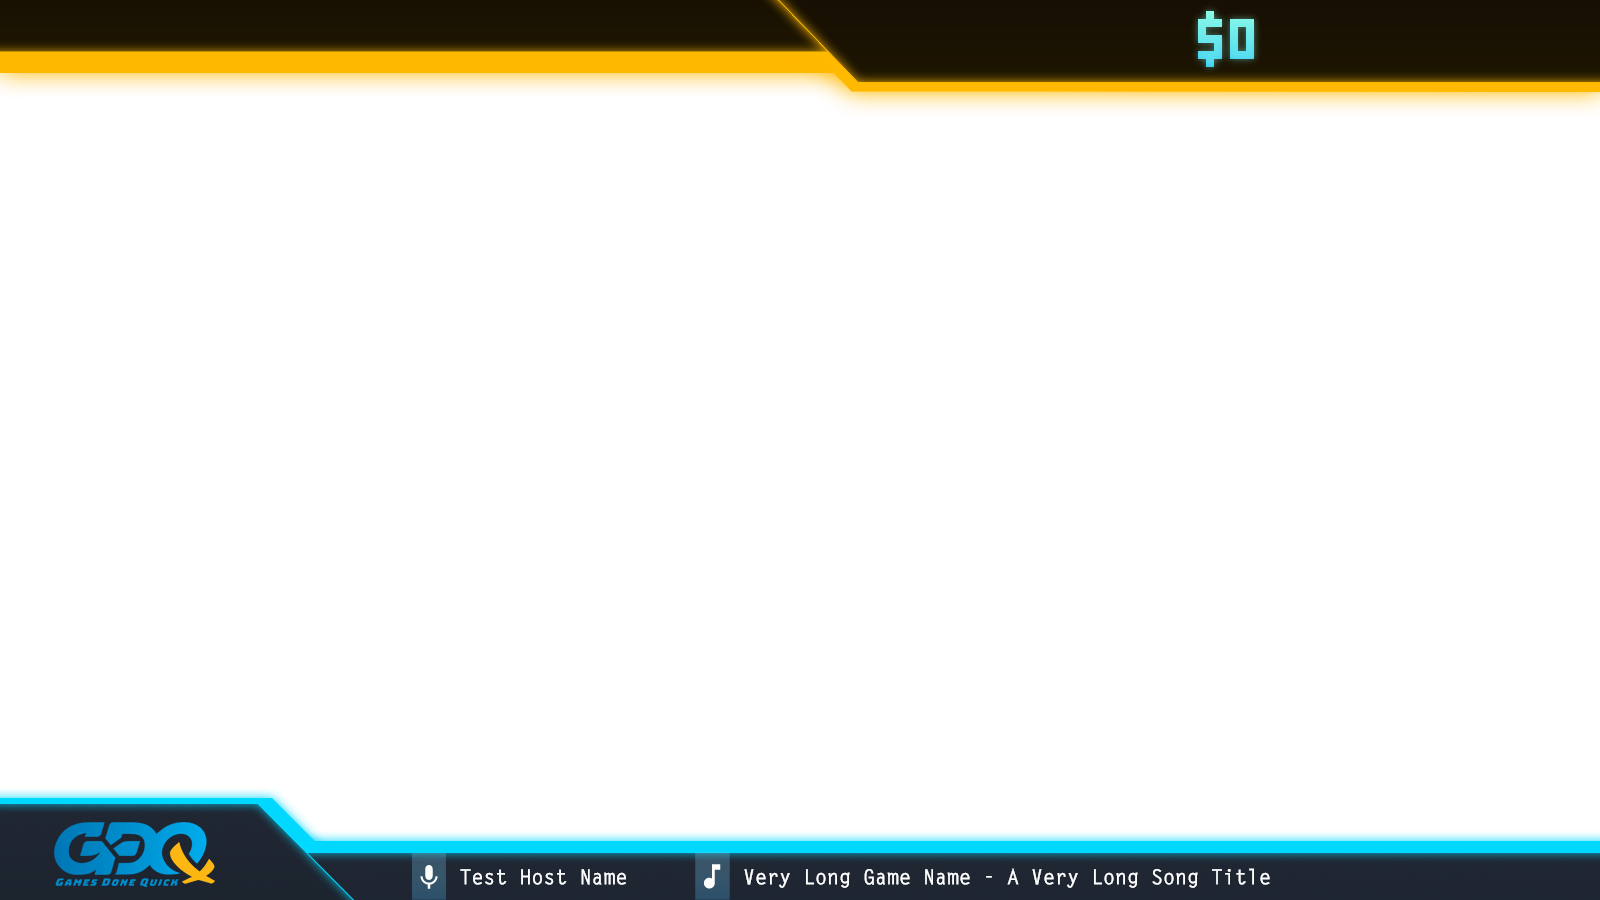 $0
GDQ
GAMES DONE QUICK
Test Host Name
Very Long Game Name - A Very Long Song Title